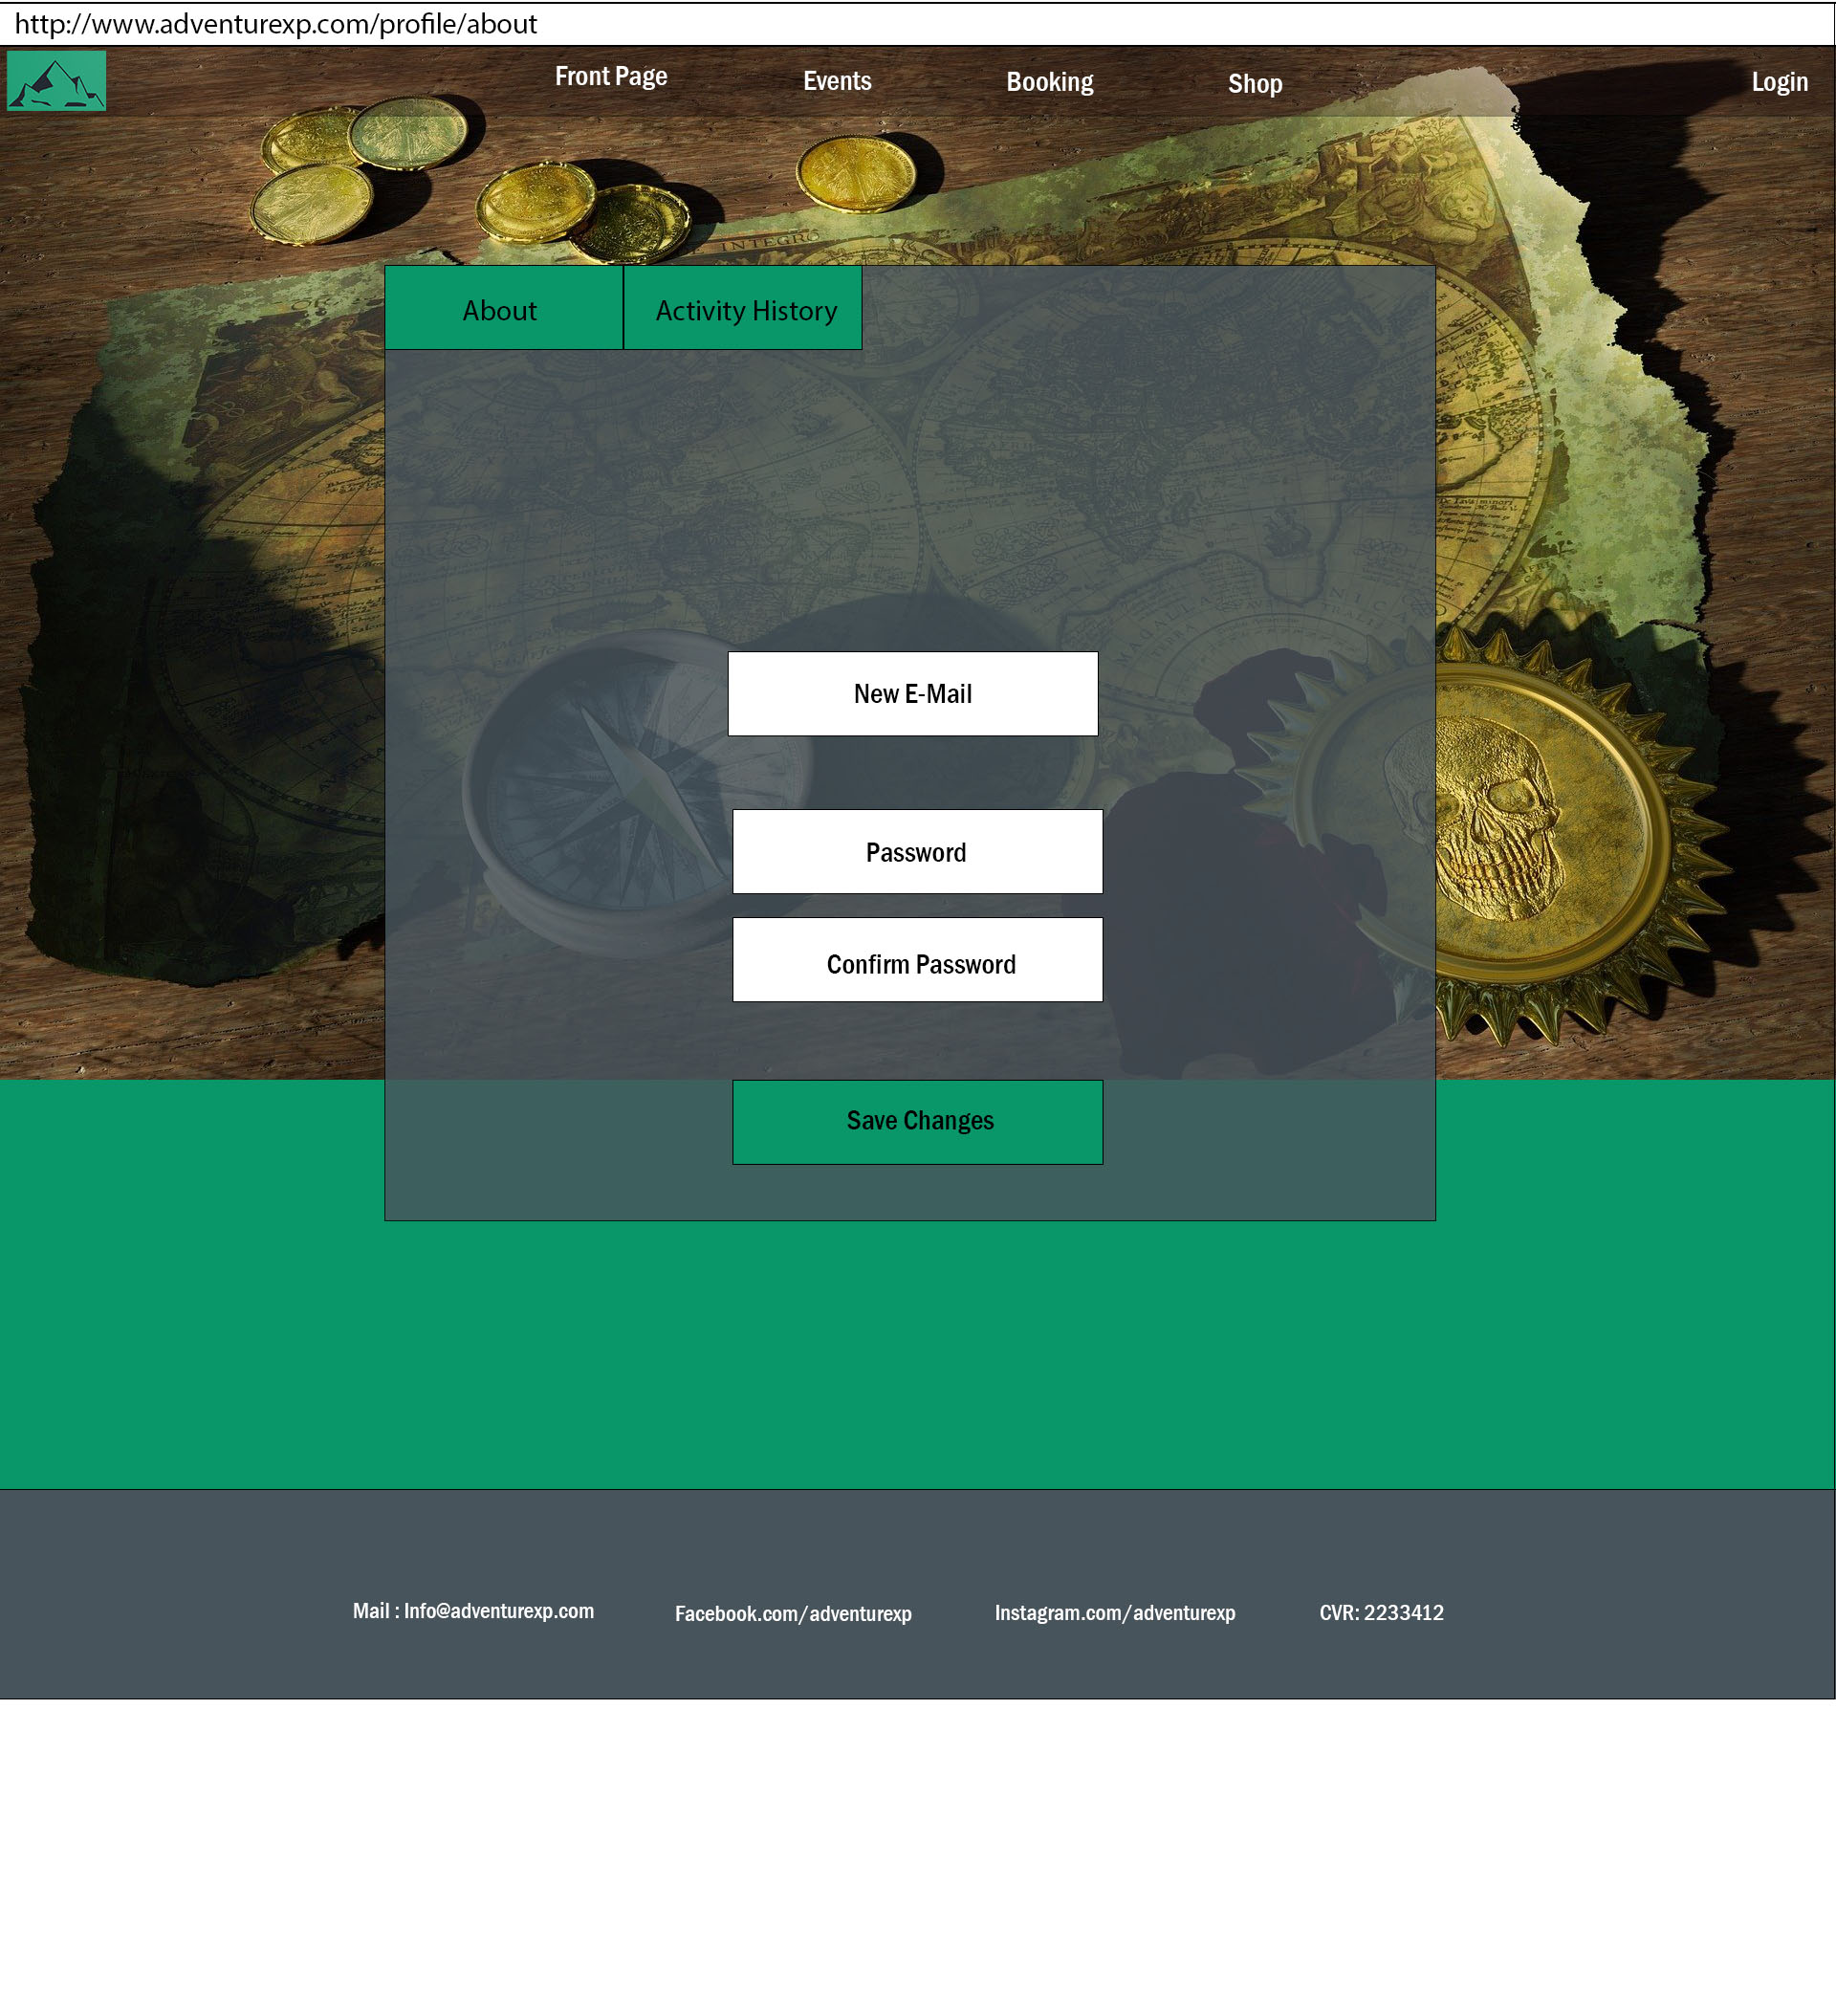 http://www.adventurexp.com/profile/about
Front Page
Events
Booking
Shop
Login
INTEGRO
About
Activity History
New E-Mail
Password
Confirm Password
Save Changes
Mail : Info@adventurexp.com
Facebook.com/adventurexp
Instagram.com/adventurexp
CVR: 2233412